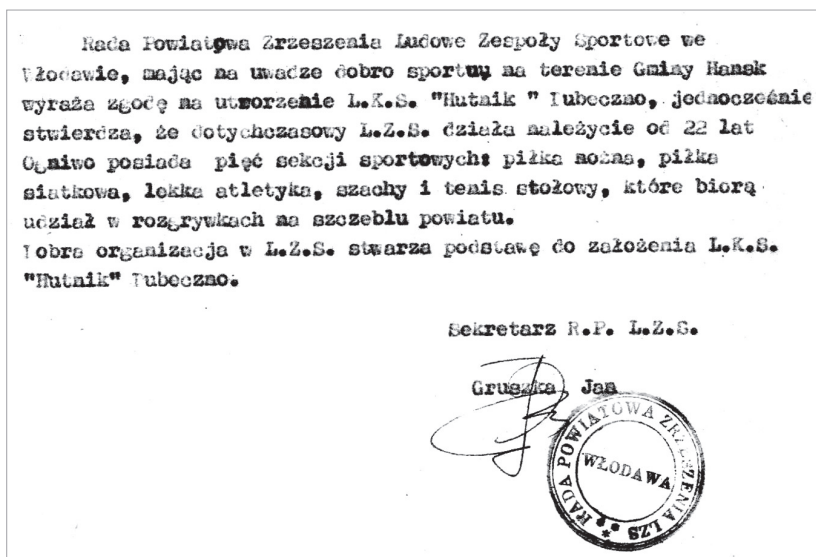 Rada Powiatowa Zrzeszenia Ludowe Zespoły Sportowe we
Włodawie, mając na uwadze dobro sportuu na terenie Gminy Hansk
wyraża zgodę na utworzenie L.K.S. "Hutnik " Dubeczno, jednocześnie
stwierdza, że dotychczasowy L.Z.S. działa należycie od 22 lat
Ogniwo posiada pięć sekcji sportowych: piłka nożna, piłka
siatkowa, lekka atletyka, szachy i tenis stołowy, które biorą
udział w rozgrywkach na szczeblu powiatu.
Dobra organizacja w L.Z.S. stwarza podstawę do założenia L.K.S.
"Hutnik" Dubeczno.
Sekretarz R.P. L.Z.S.
Gruszka Jan
RADA POWIATOWA ZRZESZENIA LZS
WŁODAWA